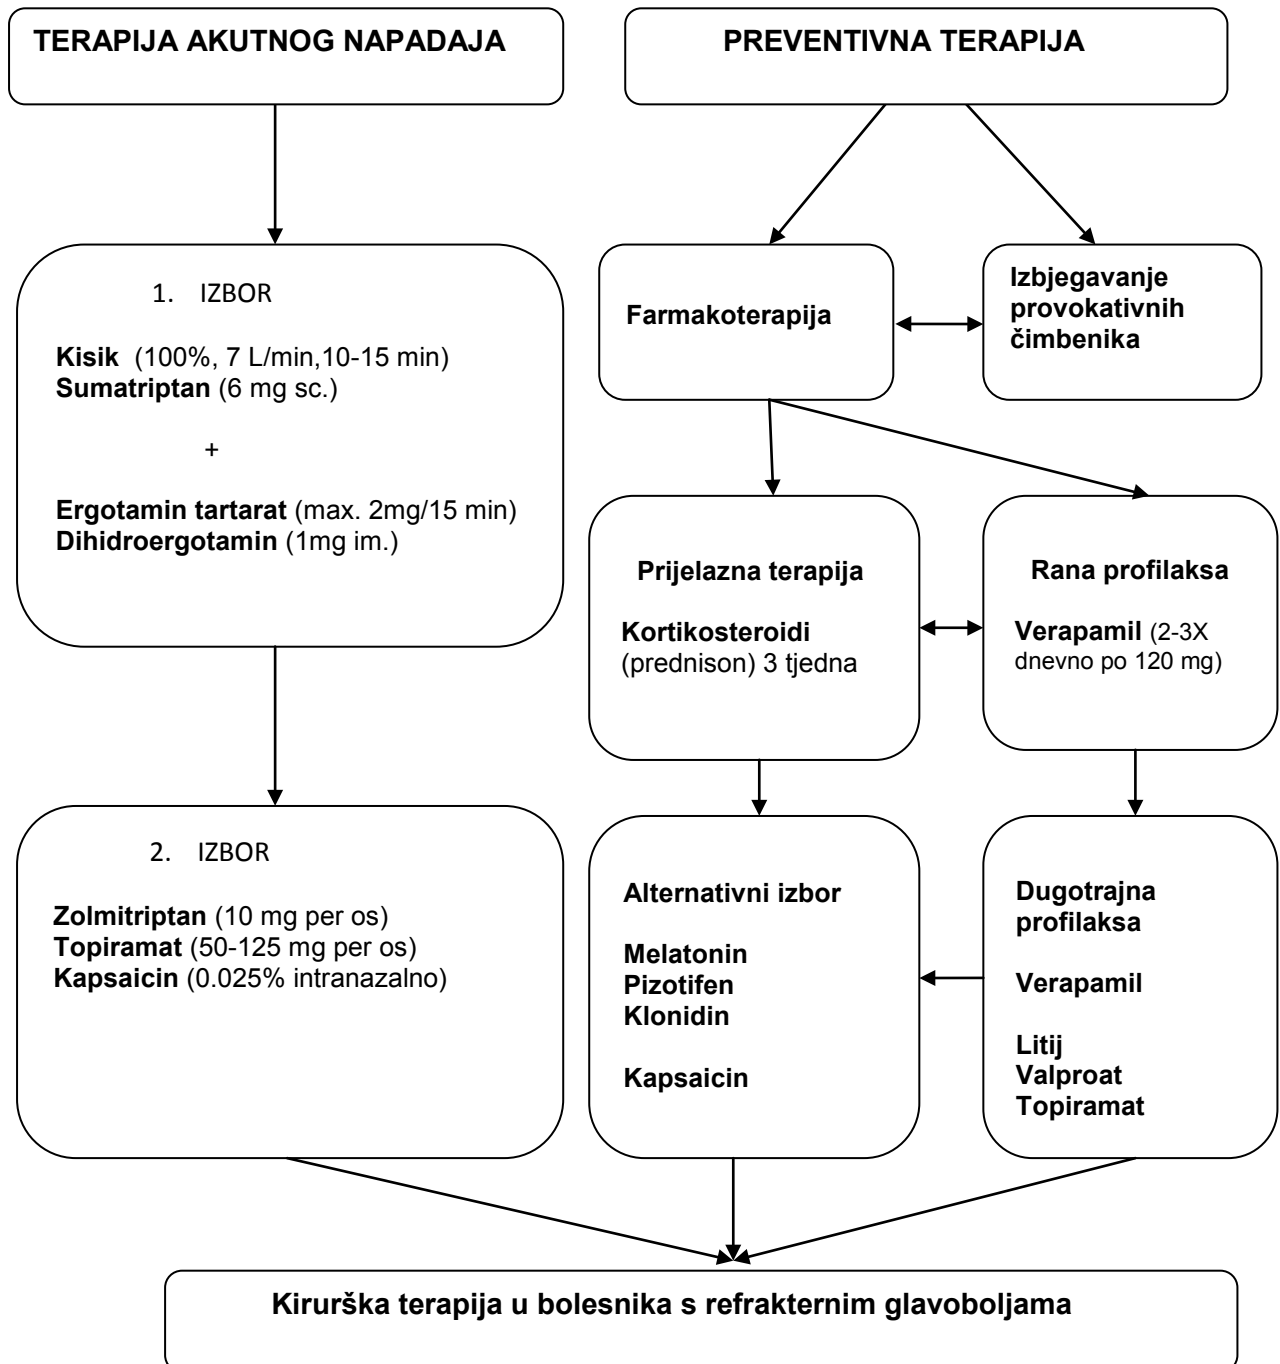 TERAPIJA AKUTNOG NAPADAJA
PREVENTIVNA TERAPIJA
1. IZBOR
Kisik (100%, 7 L/min,10-15 min)
Sumatriptan (6 mg sc.)
+
Ergotamin tartarat (max. 2mg/15 min)
Dihidroergotamin (1mg im.)
Farmakoterapija
Izbjegavanje
provokativnih
čimbenika
Prijelazna terapija
Kortikosteroidi
(prednison) 3 tjedna
Rana profilaksa
Verapamil (2-3X
dnevno po 120 mg)
2. IZBOR
Zolmitriptan (10 mg per os)
Topiramat (50-125 mg per os)
Kapsaicin (0.025% intranazalno)
Alternativni izbor
Melatonin
Pizotifen
Klonidin
Kapsaicin
Dugotrajna
profilaksa
Verapamil
Litij
Valproat
Topiramat
Kirurška terapija u bolesnika s refrakternim glavoboljama